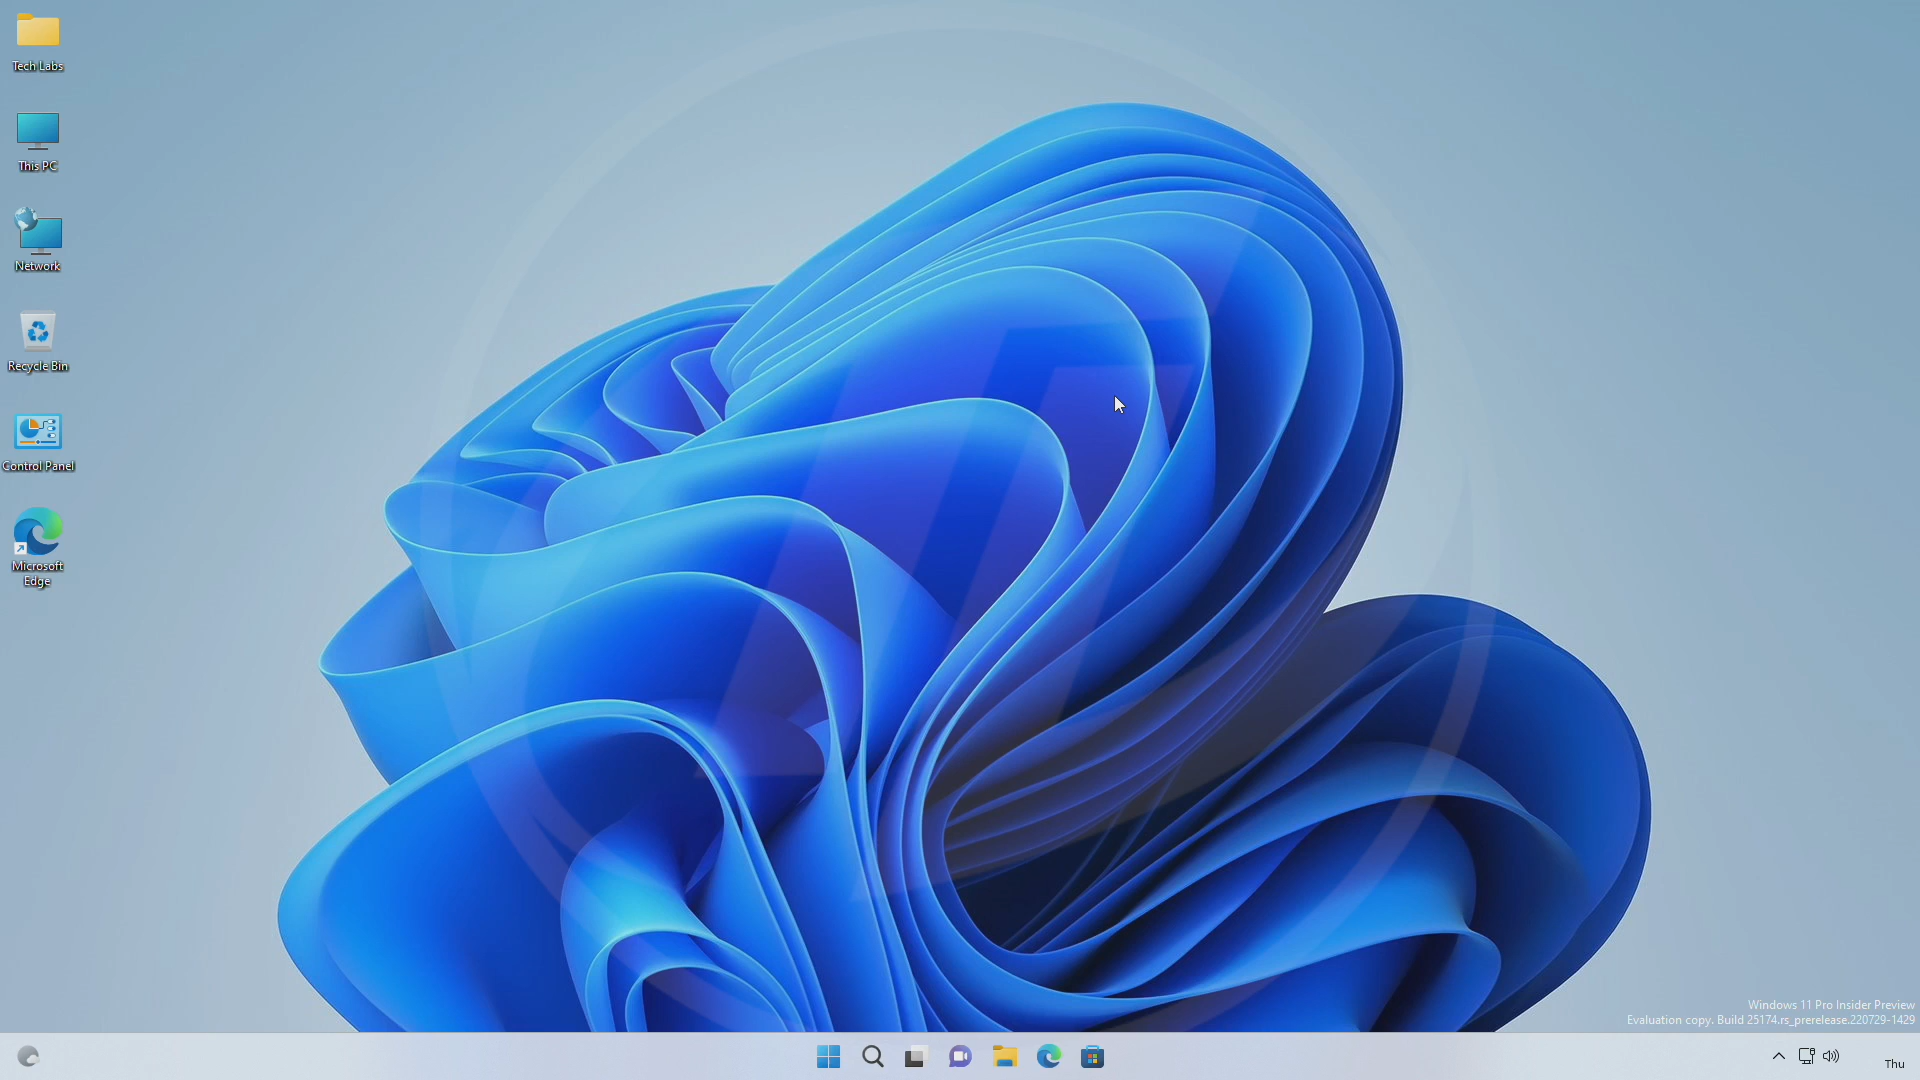 Tech Labs
This PC
Network
Recycle Bin
Control Panel
Microsoft
Edge
Windows 11 Pro Insider Preview
Evaluation copy. Build 25174.rs_prerelease.220729-1429
Thu